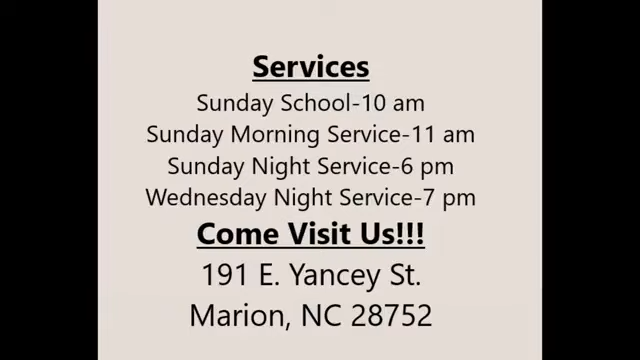 Services
Sunday School-10 am
Sunday Morning Service-11 am
Sunday Night Service-6 pm
Wednesday Night Service-7 pm
Come Visit Us!!!
191 E. Yancey St.
Marion, NC 28752